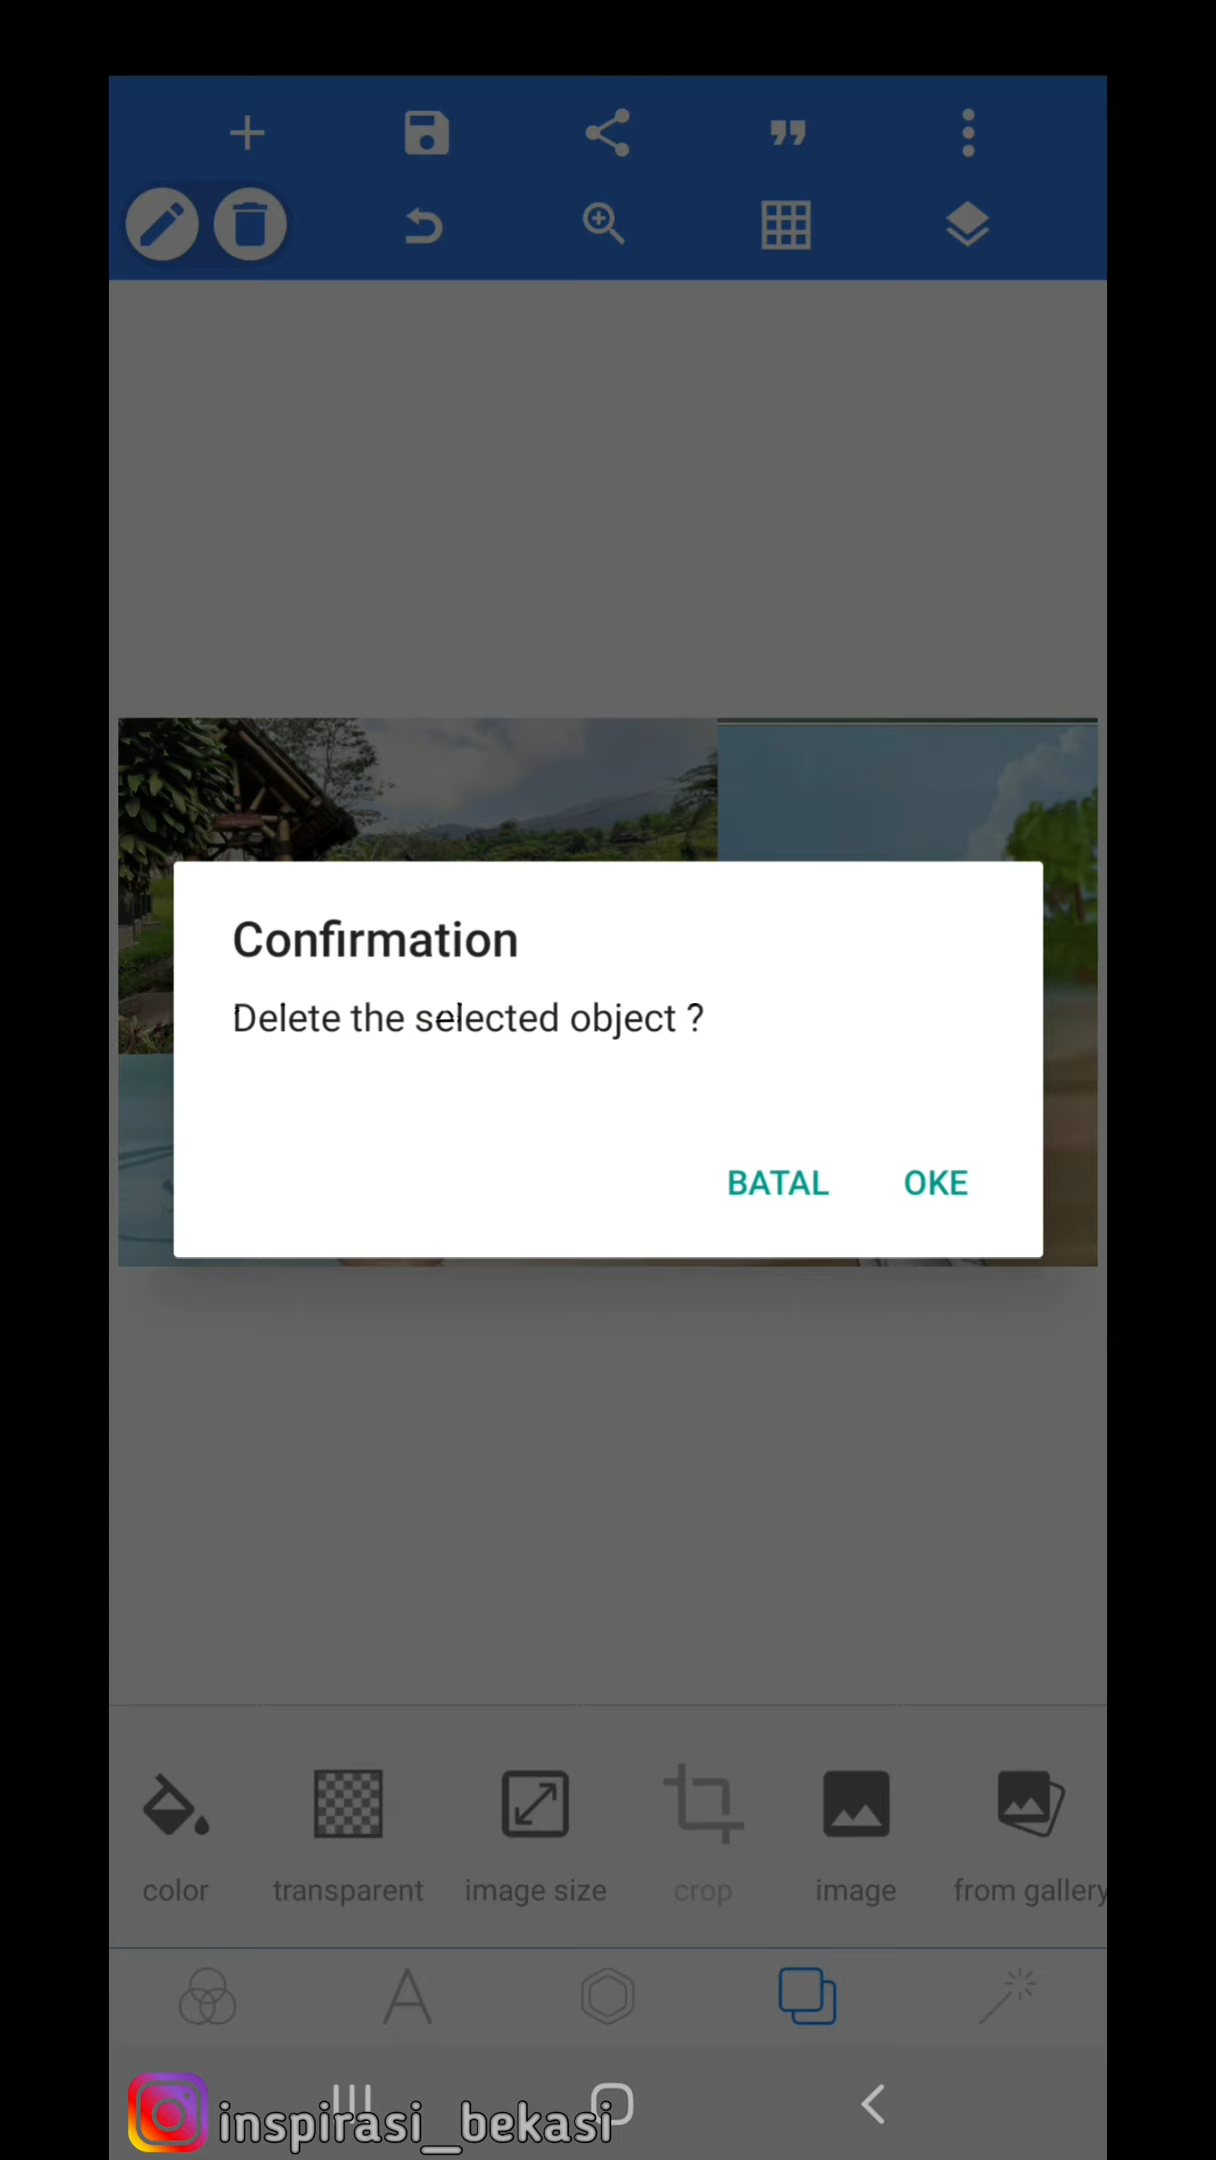 Confirmation
Delete the selected object ?
BATAL OKE
color transparent image size crop image from gallery
inspirasi_bekasi